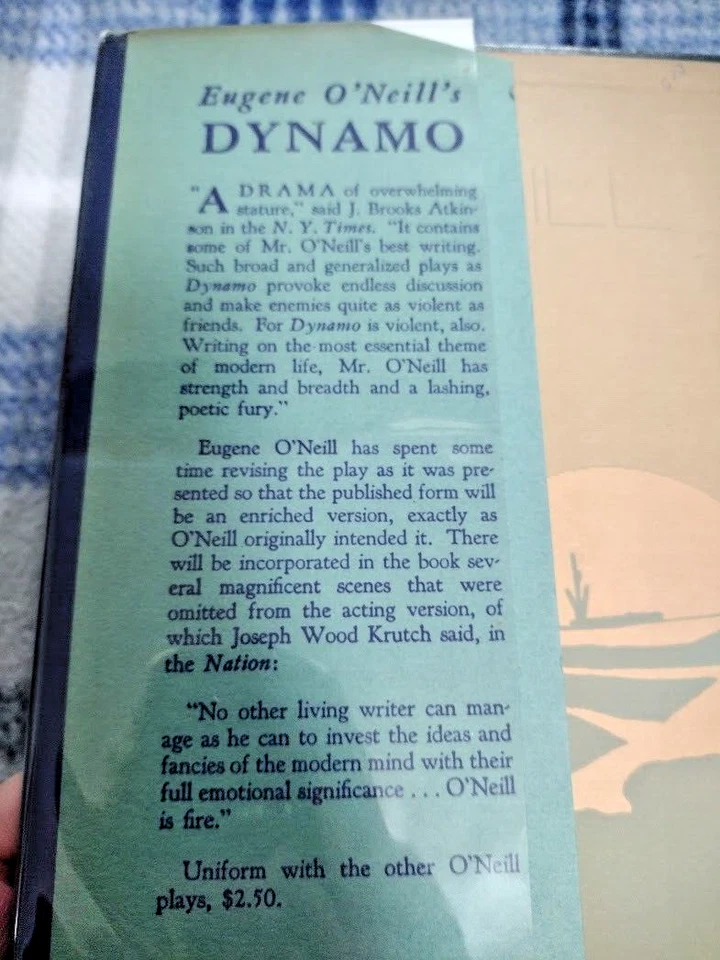 Eugene O'Neill's
DYNAMO
"A DRAMA of overwhelming
stature," said J. Brooks Atkin-
son in the N. Y. Times. "It contains
some of Mr. O'Neill's best writing.
Such broad and generalized plays as
Dynamo provoke endless discussion
and make enemies quite as violent as
friends. For Dynamo is violent, also.
Writing on the most essential theme
of modern life, Mr. O'Neill has
strength and breadth and a lashing,
poetic fury."
Eugene O'Neill has spent some
time revising the play as it was pre-
sented so that the published form will
be an enriched version, exactly as
O'Neill originally intended it. There
will be incorporated in the book sev-
eral magnificent scenes that were
omitted from the acting version, of
which Joseph Wood Krutch said, in
the Nation:
"No other living writer can man-
age as he can to invest the ideas and
fancies of the modern mind with their
full emotional significance . . . O'Neill
is fire."
Uniform with the other O'Neill
plays, $2.50.